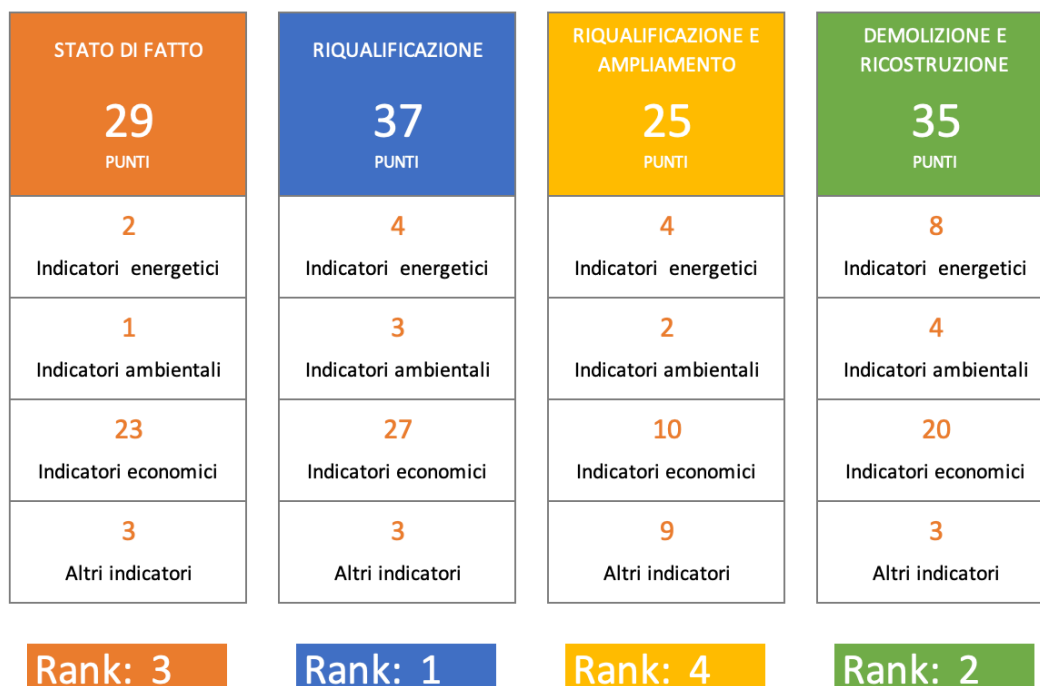 STATO DI FATTO
29
PUNTI
2
Indicatori energetici
1
Indicatori ambientali
23
Indicatori economici
3
Altri indicatori
Rank: 3
RIQUALIFICAZIONE
37
PUNTI
4
Indicatori energetici
3
Indicatori ambientali
27
Indicatori economici
3
Altri indicatori
Rank: 1
RIQUALIFICAZIONE E
AMPLIAMENTO
25
PUNTI
4
Indicatori energetici
2
Indicatori ambientali
10
Indicatori economici
9
Altri indicatori
Rank: 4
DEMOLIZIONE E
RICOSTRUZIONE
35
PUNTI
8
Indicatori energetici
4
Indicatori ambientali
20
Indicatori economici
3
Altri indicatori
Rank: 2